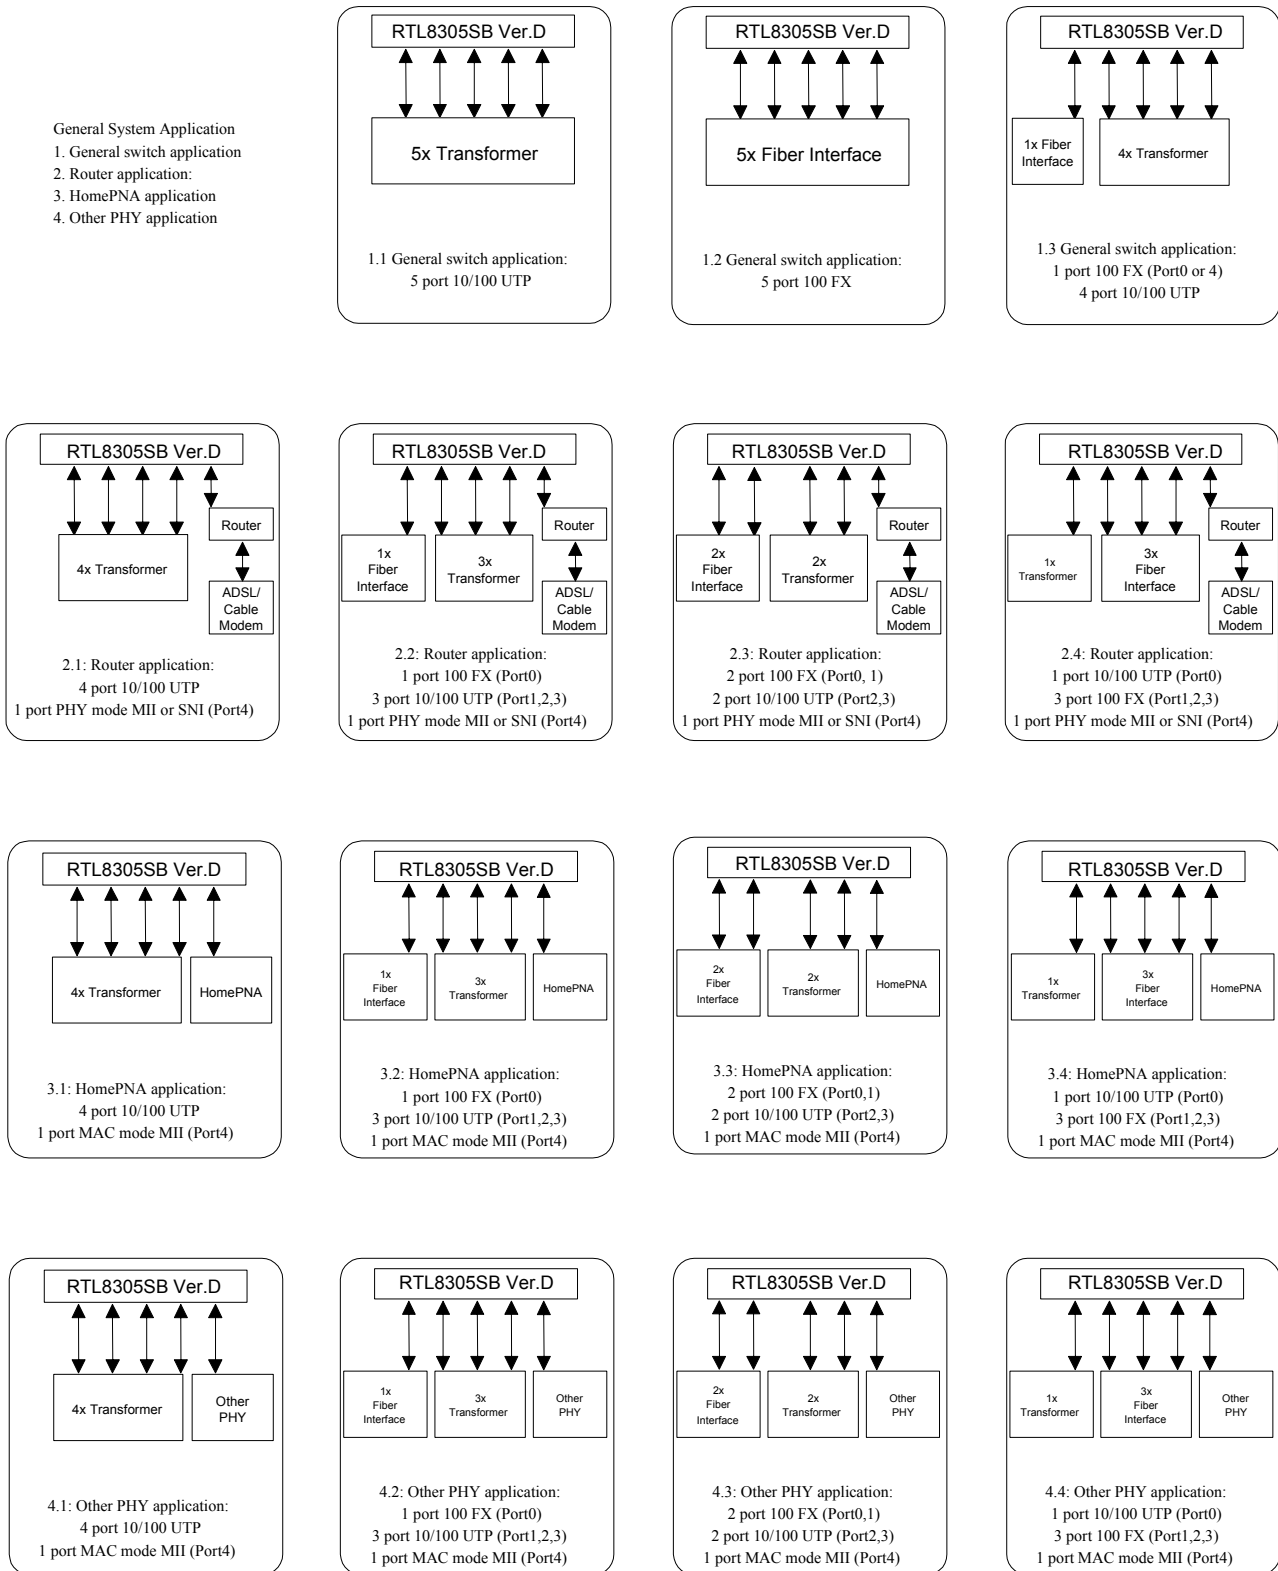 General System Application
1. General switch application
2. Router application:
3. HomePNA application
4. Other PHY application
RTL8305SB Ver.D
5x Transformer
1.1 General switch application:
5 port 10/100 UTP
RTL8305SB Ver.D
5x Fiber Interface
1.2 General switch application:
5 port 100 FX
RTL8305SB Ver.D
1x Fiber
Interface
4x Transformer
1.3 General switch application:
1 port 100 FX (Port0 or 4)
4 port 10/100 UTP
RTL8305SB Ver.D
Router
4x Transformer
ADSL/
Cable
Modem
2.1: Router application:
4 port 10/100 UTP
1 port PHY mode MII or SNI (Port4)
RTL8305SB Ver.D
Router
1x
Fiber
Interface
3x
Transformer
ADSL/
Cable
Modem
2.2: Router application:
1 port 100 FX (Port0)
3 port 10/100 UTP (Port1,2,3)
1 port PHY mode MII or SNI (Port4)
RTL8305SB Ver.D
Router
2x
Fiber
Interface
2x
Transformer
ADSL/
Cable
Modem
2.3: Router application:
2 port 100 FX (Port0, 1)
2 port 10/100 UTP (Port2,3)
1 port PHY mode MII or SNI (Port4)
RTL8305SB Ver.D
Router
1x
Transformer
3x
Fiber
Interface
ADSL/
Cable
Modem
2.4: Router application:
1 port 10/100 UTP (Port0)
3 port 100 FX (Port1,2,3)
1 port PHY mode MII or SNI (Port4)
RTL8305SB Ver.D
4x Transformer
HomePNA
3.1: HomePNA application:
4 port 10/100 UTP
1 port MAC mode MII (Port4)
RTL8305SB Ver.D
1x
Fiber
Interface
3x
Transformer
HomePNA
3.2: HomePNA application:
1 port 100 FX (Port0)
3 port 10/100 UTP (Port1,2,3)
1 port MAC mode MII (Port4)
RTL8305SB Ver.D
2x
Fiber
Interface
2x
Transformer
HomePNA
3.3: HomePNA application:
2 port 100 FX (Port0,1)
2 port 10/100 UTP (Port2,3)
1 port MAC mode MII (Port4)
RTL8305SB Ver.D
1x
Transformer
3x
Fiber
Interface
HomePNA
3.4: HomePNA application:
1 port 10/100 UTP (Port0)
3 port 100 FX (Port1,2,3)
1 port MAC mode MII (Port4)
RTL8305SB Ver.D
4x Transformer
Other
PHY
4.1: Other PHY application:
4 port 10/100 UTP
1 port MAC mode MII (Port4)
RTL8305SB Ver.D
1x
Fiber
Interface
3x
Transformer
Other
PHY
4.2: Other PHY application:
1 port 100 FX (Port0)
3 port 10/100 UTP (Port1,2,3)
1 port MAC mode MII (Port4)
RTL8305SB Ver.D
2x
Fiber
Interface
2x
Transformer
Other
PHY
4.3: Other PHY application:
2 port 100 FX (Port0,1)
2 port 10/100 UTP (Port2,3)
1 port MAC mode MII (Port4)
RTL8305SB Ver.D
1x
Transformer
3x
Fiber
Interface
Other
PHY
4.4: Other PHY application:
1 port 10/100 UTP (Port0)
3 port 100 FX (Port1,2,3)
1 port MAC mode MII (Port4)